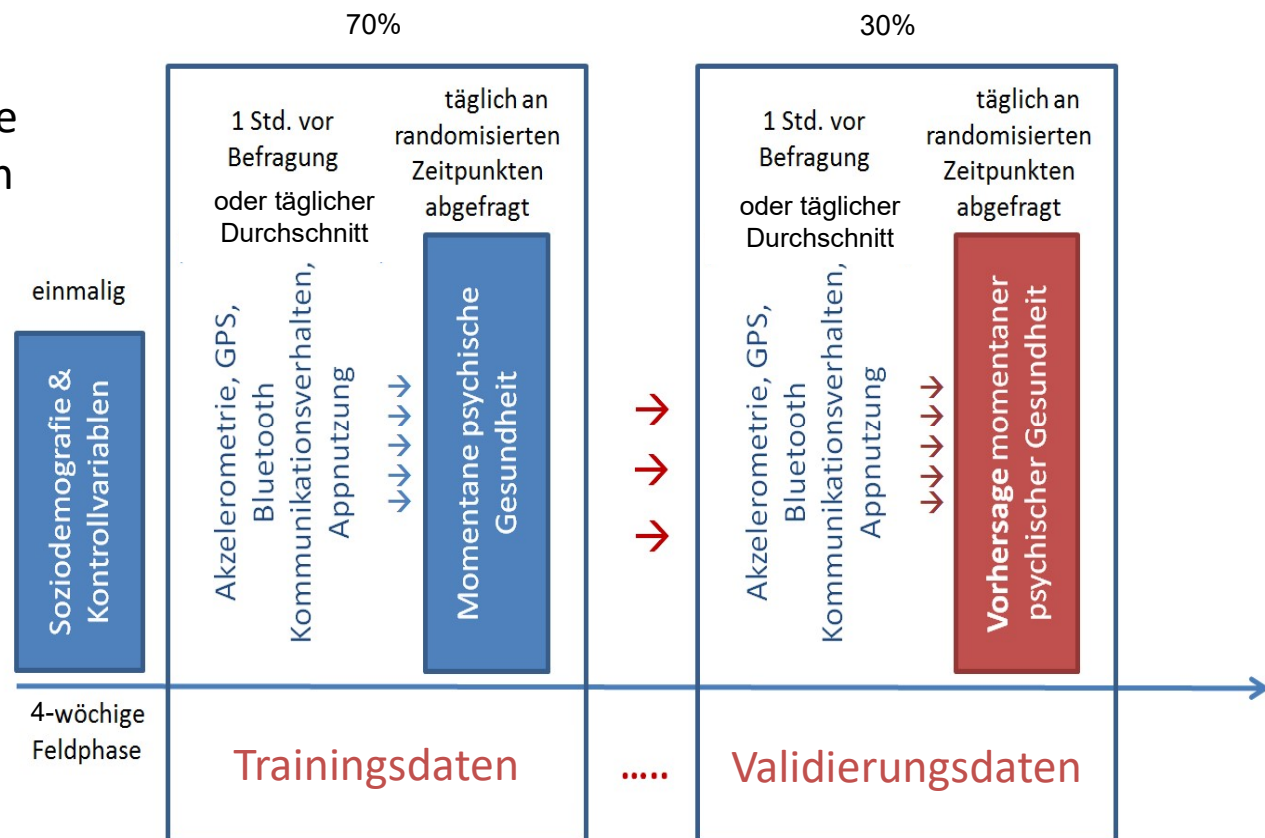 70%
30%
e
n
1 Std. vor
Befragung
oder täglicher
Durchschnitt
täglich an
randomisierten
Zeitpunkten
abgefragt
1 Std. vor
Befragung
oder täglicher
Durchschnitt
täglich an
randomisierten
Zeitpunkten
abgefragt
einmalig
Soziodemografie &
Kontrollvariablen
Akzelerometrie, GPS,
Bluetooth
Kommunikationsverhalten,
Appnutzung
Momentane psychische
Gesundheit
Akzelerometrie, GPS,
Bluetooth
Kommunikationsverhalten,
Appnutzung
Vorhersage momentaner
psychischer Gesundheit
4-wöchige
Feldphase
Trainingsdaten
.....
Validierungsdaten